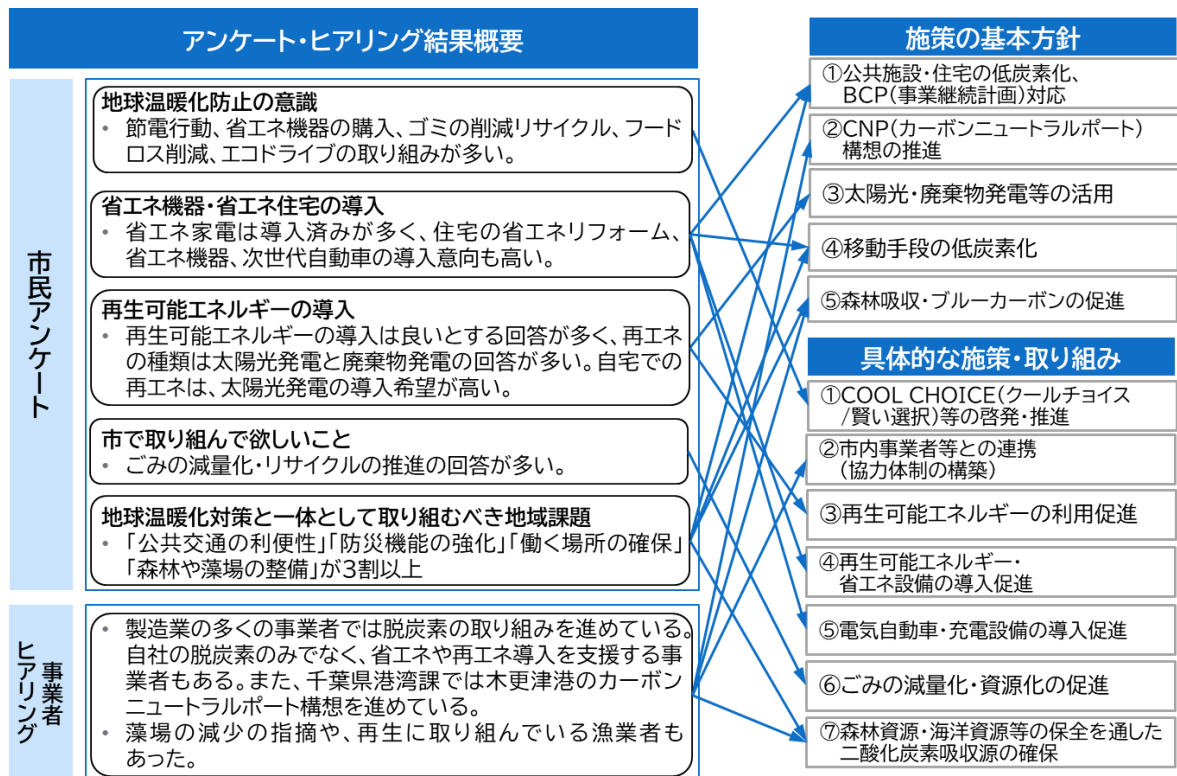 アンケート・ヒアリング結果概要
市民アンケート
地球温暖化防止の意識
・ 節電行動、省エネ機器の購入、ゴミの削減リサイクル、フード
ロス削減、エコドライブの取り組みが多い。
省エネ機器・省エネ住宅の導入
・ 省エネ家電は導入済みが多く、住宅の省エネリフォーム、
省エネ機器、次世代自動車の導入意向も高い。
再生可能エネルギーの導入
・ 再生可能エネルギーの導入は良いとする回答が多く、再エネ
の種類は太陽光発電と廃棄物発電の回答が多い。自宅での
再エネは、太陽光発電の導入希望が高い。
市で取り組んで欲しいこと
・ ごみの減量化・リサイクルの推進の回答が多い。
地球温暖化対策と一体として取り組むべき地域課題
・ 「公共交通の利便性」「防災機能の強化」「働く場所の確保」
「森林や藻場の整備」が3割以上
事業者
ヒアリング
・ 製造業の多くの事業者では脱炭素の取り組みを進めている。
自社の脱炭素のみでなく、省エネや再エネ導入を支援する事
業者もある。また、千葉県港湾課では木更津港のカーボン
ニュートラルポート構想を進めている。
・ 藻場の減少の指摘や、再生に取り組んでいる漁業者も
あった。
施策の基本方針
①公共施設・住宅の低炭素化、
BCP(事業継続計画)対応
②CNP(カーボンニュートラルポート)
構想の推進
③太陽光・廃棄物発電等の活用
④移動手段の低炭素化
⑤森林吸収・ブルーカーボンの促進
具体的な施策・取り組み
①COOL CHOICE(クールチョイス
/賢い選択)等の啓発・推進
②市内事業者等との連携
(協力体制の構築)
③再生可能エネルギーの利用促進
④再生可能エネルギー・
省エネ設備の導入促進
⑤電気自動車・充電設備の導入促進
⑥ごみの減量化・資源化の促進
⑦森林資源・海洋資源等の保全を通した
二酸化炭素吸収源の確保